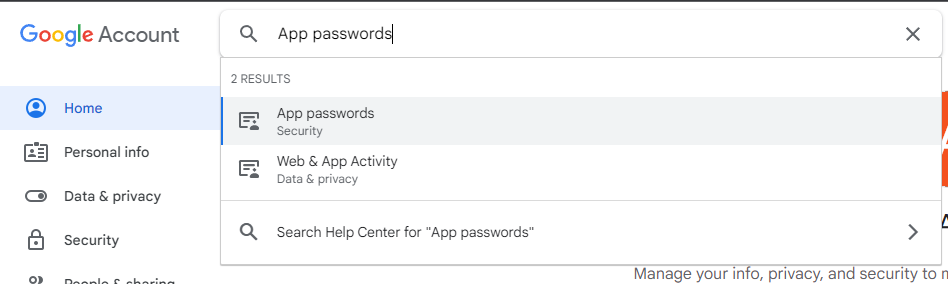 Google Account
App passwords
2 RESULTS
Home
App passwords
Security
Personal info
Web & App Activity
Data & privacy
Data & privacy
Security
Search Help Center for "App passwords"
People & sharing
Manage your info, privacy, and security to